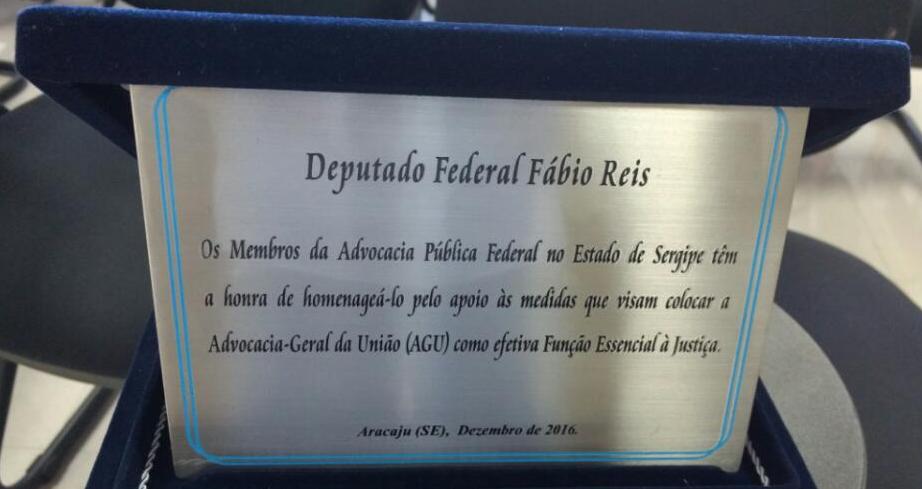 Deputado Federal Fábio Reis
Os Membros da Advocacia Pública Federal no Estado de Sergipe têm
a honra de homenageá-lo pelo apoio às medidas que visam colocar a
Advocacia-Geral da União (AGU) como efetiva Função Essencial à Justiça.
Aracaju (SE), Dezembro de 2016.